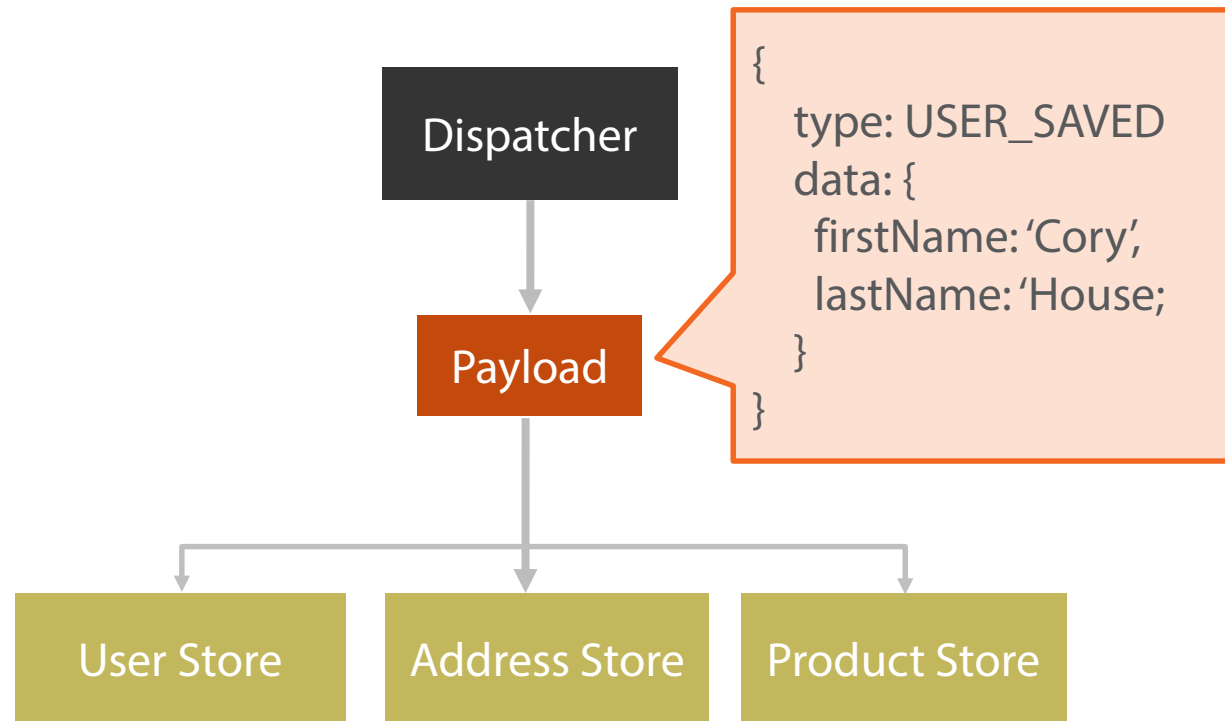 Dispatcher
Payload
{
type: USER_SAVED
data: {
firstName: ‘Cory’,
lastName: ‘House;
}
}
User Store
Address Store
Product Store